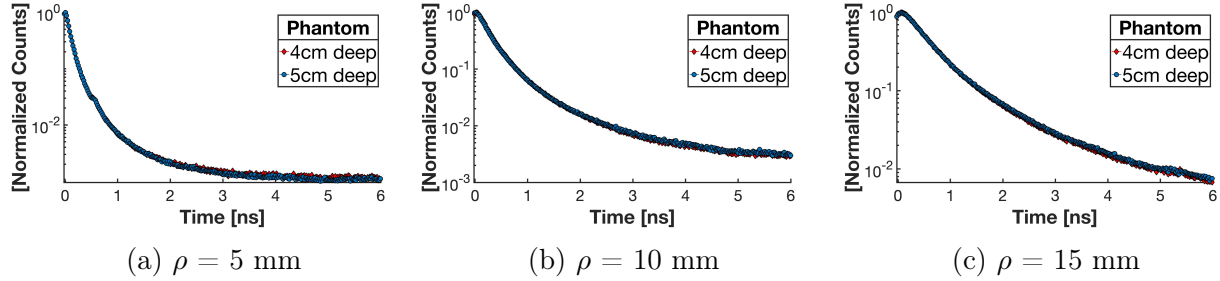 [Normalized Counts]
10^0
10^-2
0 1 2 3 4 5 6
Time [ns]
Phantom
4cm deep
5cm deep
(a) ρ = 5 mm
[Normalized Counts]
10^0
10^-1
10^-2
10^-3
0 1 2 3 4 5 6
Time [ns]
Phantom
4cm deep
5cm deep
(b) ρ = 10 mm
[Normalized Counts]
10^0
10^-1
10^-2
0 1 2 3 4 5 6
Time [ns]
Phantom
4cm deep
5cm deep
(c) ρ = 15 mm